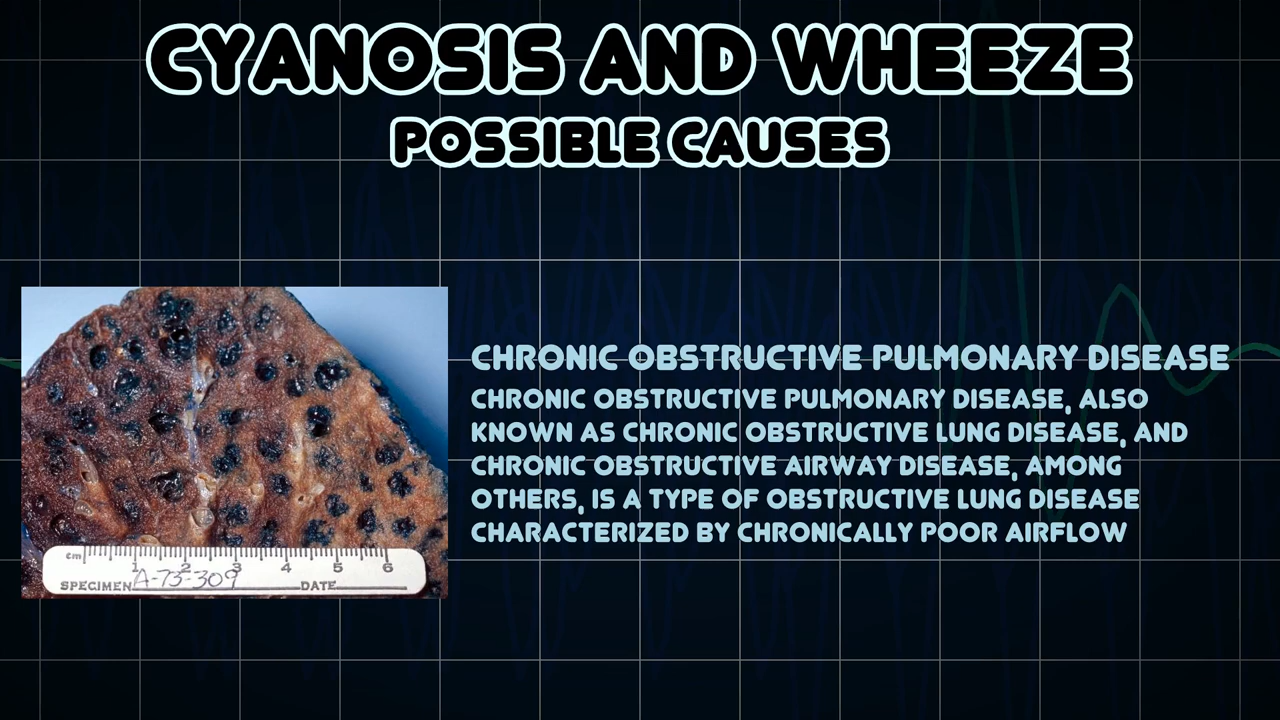 CYANOSIS AND WHEEZE
POSSIBLE CAUSES
CHRONIC OBSTRUCTIVE PULMONARY DISEASE
CHRONIC OBSTRUCTIVE PULMONARY DISEASE, ALSO
KNOWN AS CHRONIC OBSTRUCTIVE LUNG DISEASE, AND
CHRONIC OBSTRUCTIVE AIRWAY DISEASE, AMONG
OTHERS, IS A TYPE OF OBSTRUCTIVE LUNG DISEASE
CHARACTERIZED BY CHRONICALLY POOR AIRFLOW
cm 1 2 3 4 5 6
SPECIMEN A-73-309 DATE